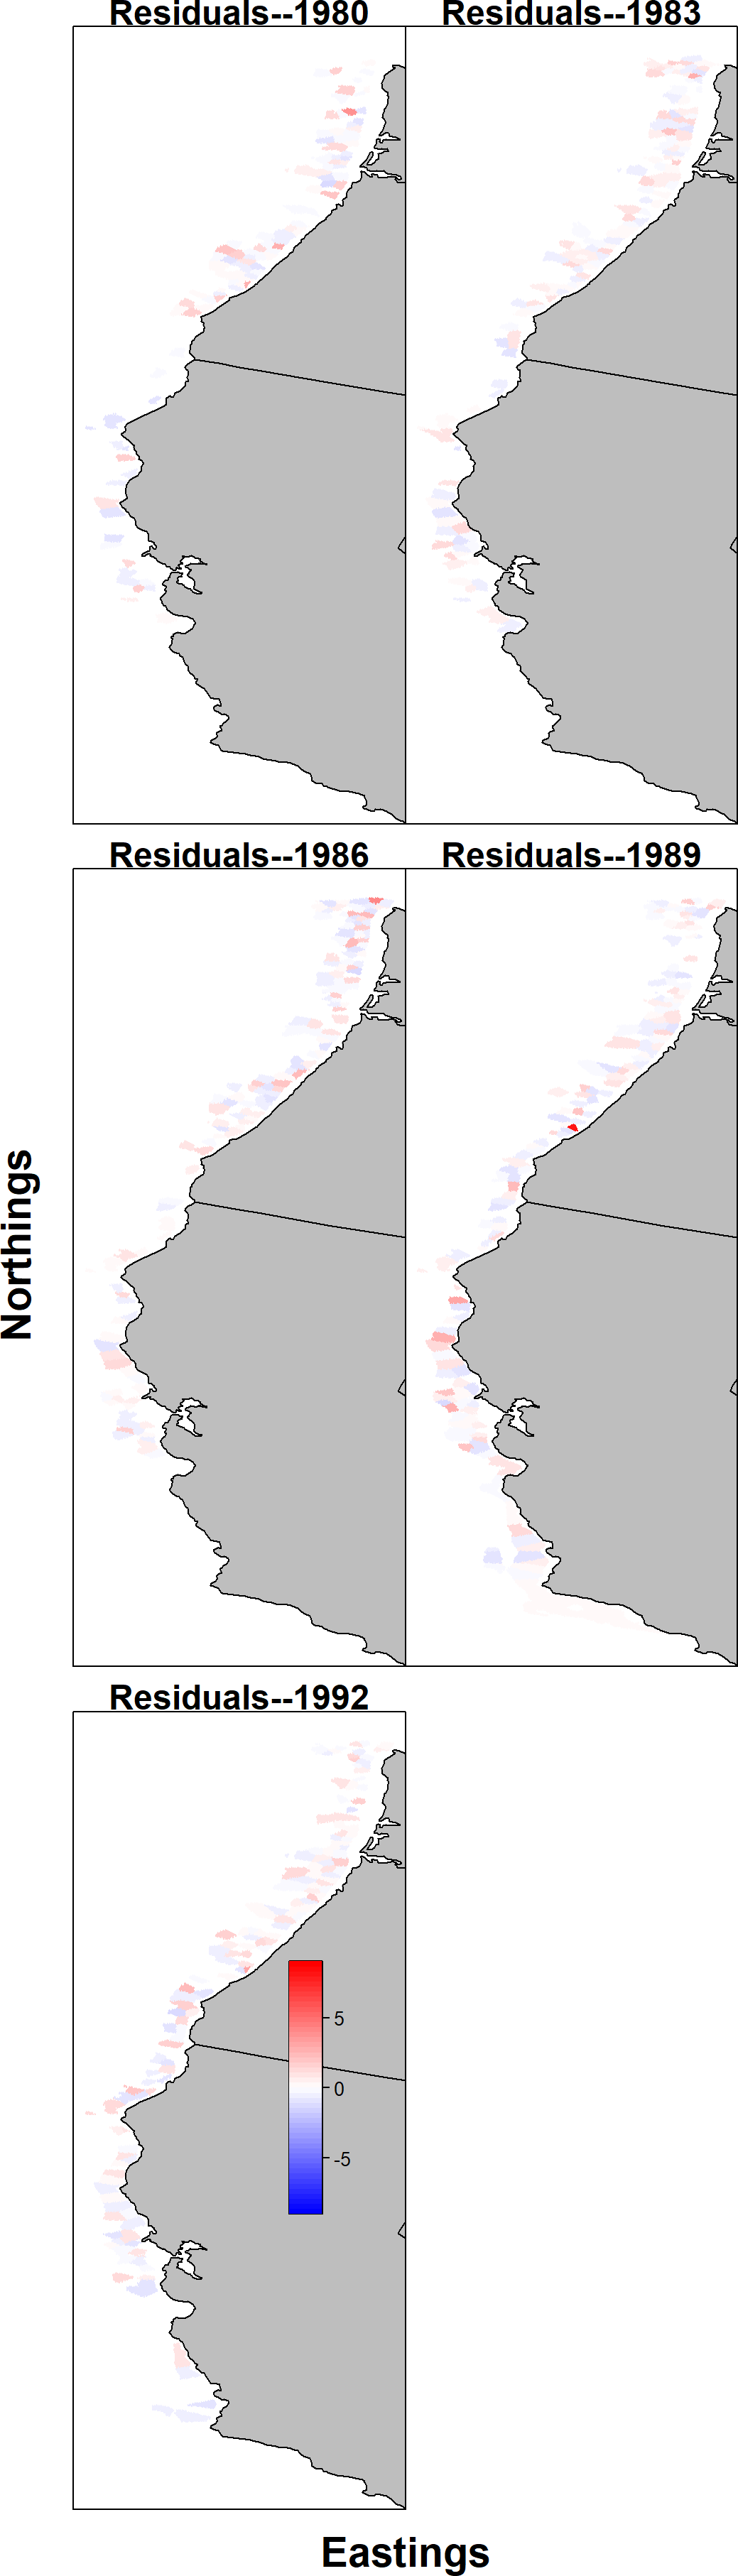 Residuals--1980
Residuals--1983
Residuals--1986
Residuals--1989
Northings
Residuals--1992
5
0
-5
Eastings